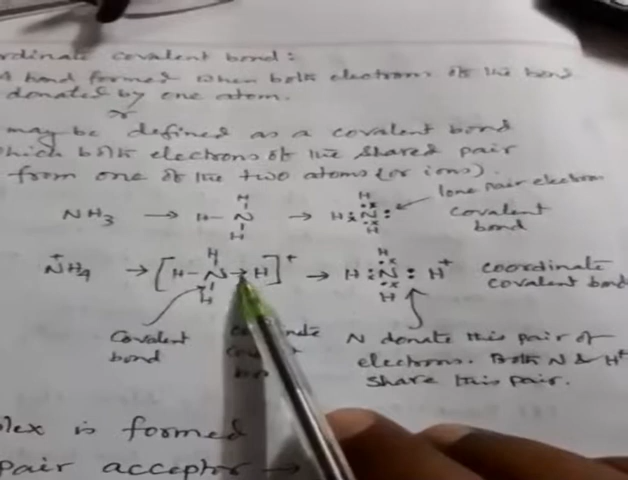 rdinate covalent bond:
A bond formed when both electrons of the bond
donated by one atom.
or
may be defined as a covalent bond
which both electrons of the shared pair
from one of the two atoms (or ions).
lone pair electron
NH3 → H-N → H N covalent
H H bond
+NH4 → [H-N→H]+ → H N H+ coordinate
covalent bond
Covalent N donate this pair of
bond electrons. Both N & H+
share this pair.
plex is formed
pair acceptor →